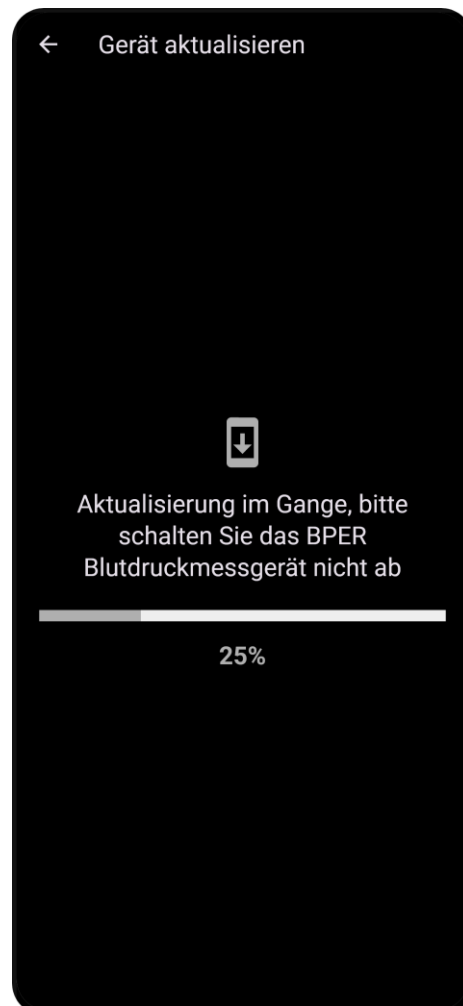 Gerät aktualisieren
Aktualisierung im Gange, bitte
schalten Sie das BPER
Blutdruckmessgerät nicht ab
25%